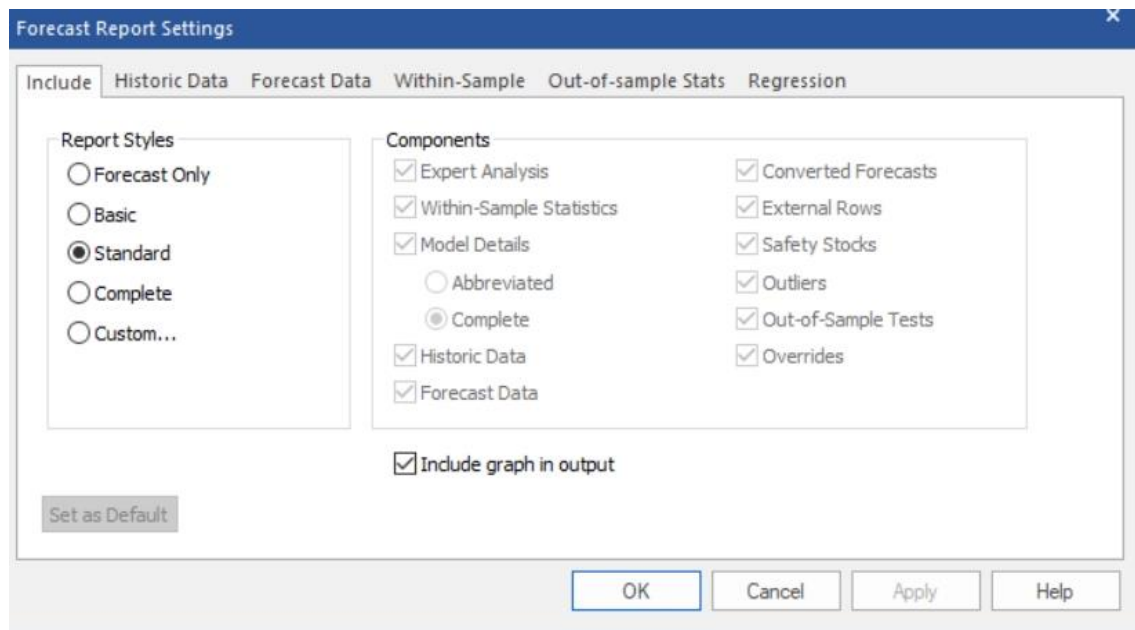 Forecast Report Settings
Include Historic Data Forecast Data Within-Sample Out-of-sample Stats Regression
Report Styles
Forecast Only
Basic
Standard
Complete
Custom...
Components
Expert Analysis
Within-Sample Statistics
Model Details
Abbreviated
Complete
Historic Data
Forecast Data
Converted Forecasts
External Rows
Safety Stocks
Outliers
Out-of-Sample Tests
Overrides
Include graph in output
Set as Default
OK Cancel Apply Help